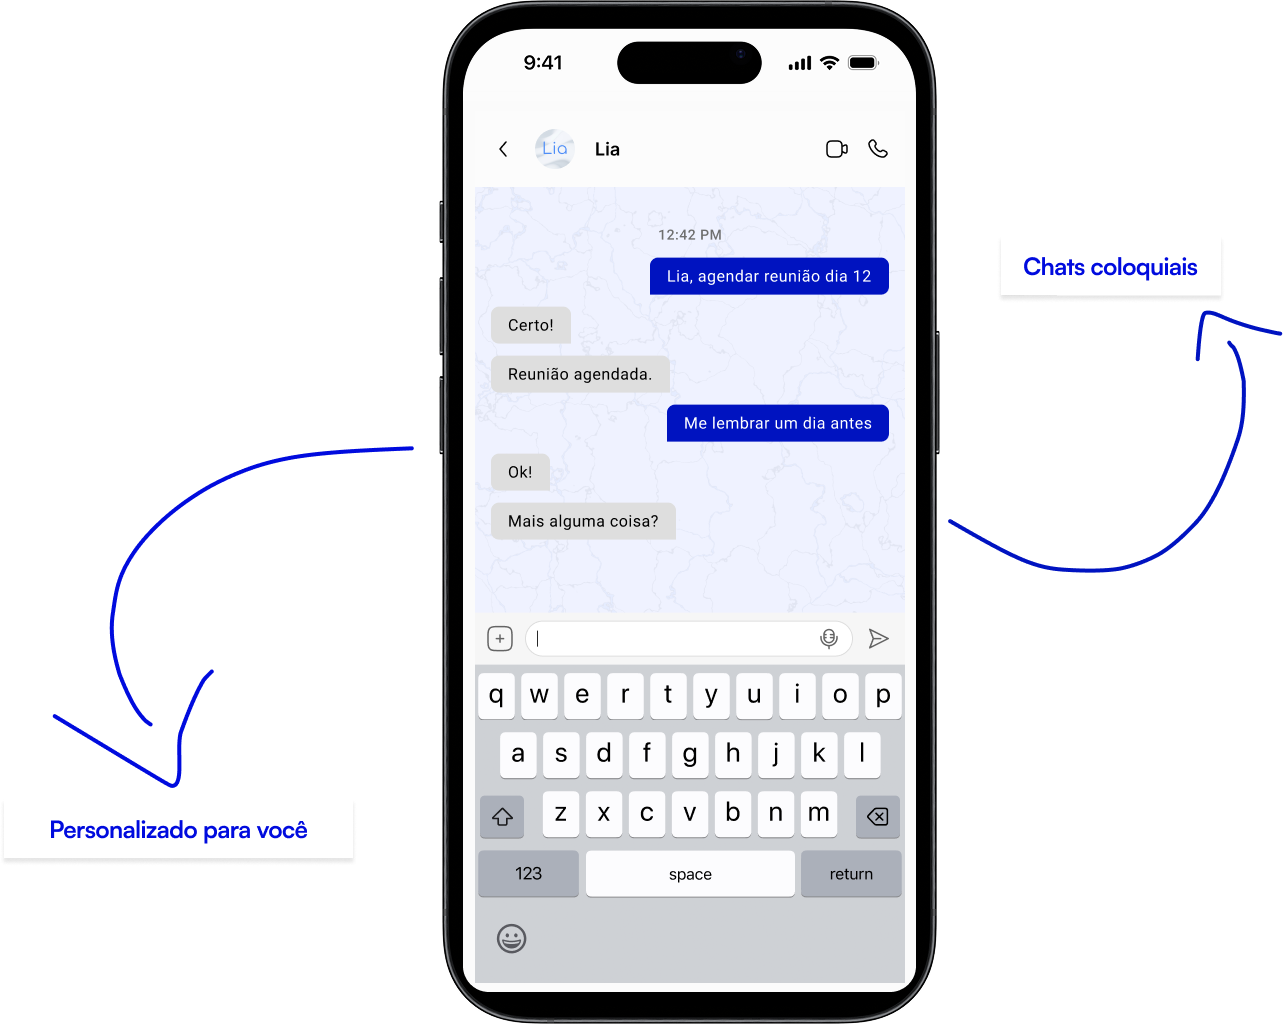 9:41
Lia
Lia
12:42 PM
Lia, agendar reunião dia 12
Certo!
Reunião agendada.
Me lembrar um dia antes
Ok!
Mais alguma coisa?
q w e r t y u i o p
a s d f g h j k l
z x c v b n m
123 space return
Chats coloquiais
Personalizado para você